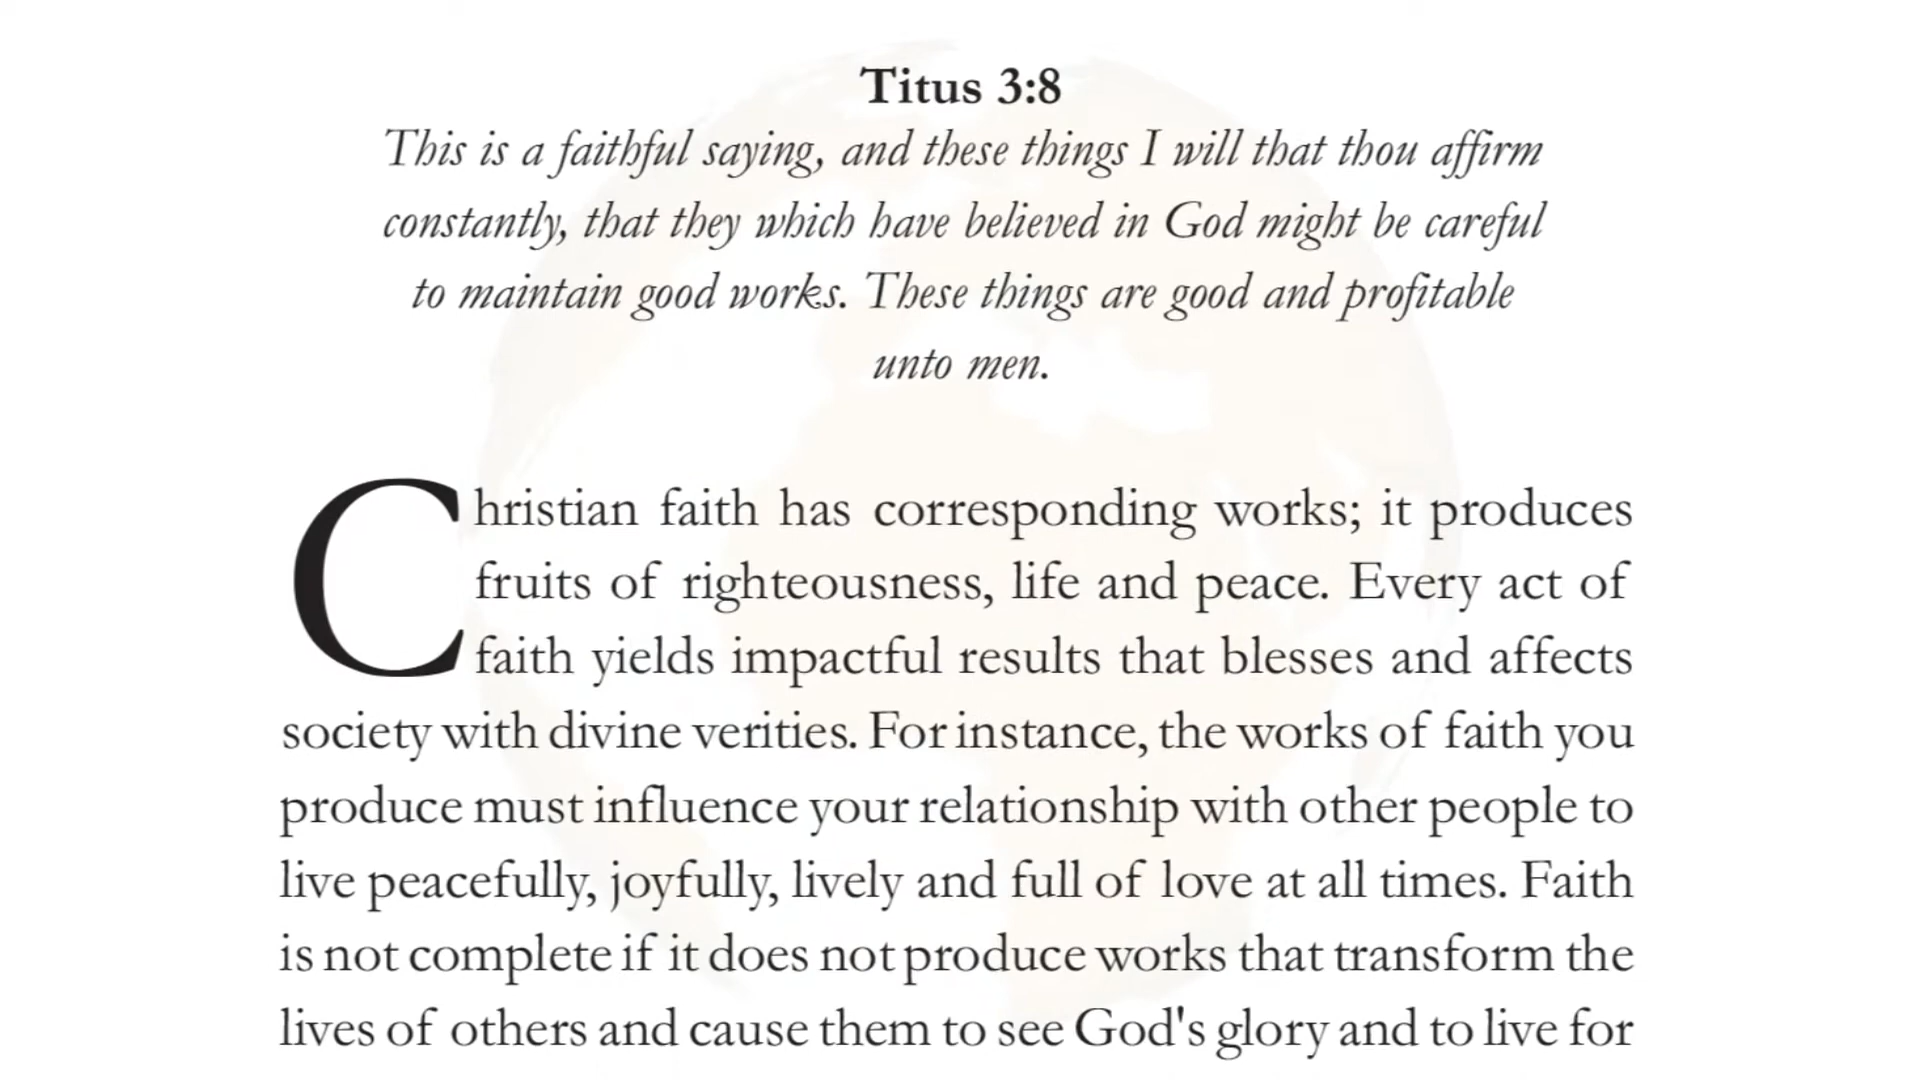 Titus 3:8
This is a faithful saying, and these things I will that thou affirm
constantly, that they which have believed in God might be careful
to maintain good works. These things are good and profitable
unto men.
Christian faith has corresponding works; it produces
fruits of righteousness, life and peace. Every act of
faith yields impactful results that blesses and affects
society with divine verities. For instance, the works of faith you
produce must influence your relationship with other people to
live peacefully, joyfully, lively and full of love at all times. Faith
is not complete if it does not produce works that transform the
lives of others and cause them to see God's glory and to live for